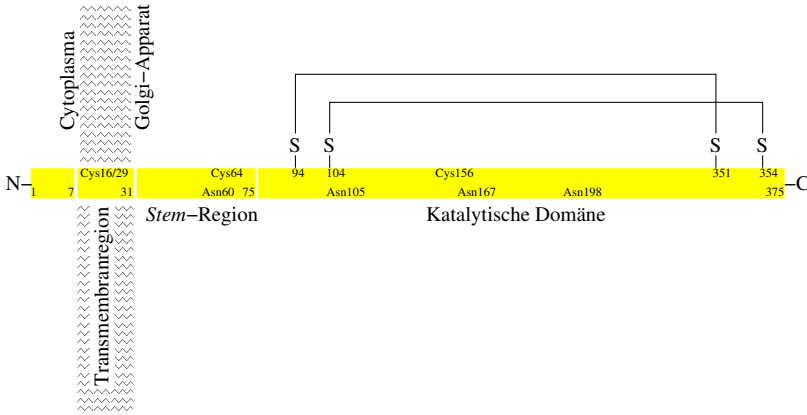 Cytoplasma
Golgi−Apparat
S S S S
Cys16/29 Cys64 94 104 Cys156 351 354
N C
1 7 31 Asn60 75 Asn105 Asn167 Asn198 375
Stem−Region Katalytische Domäne
Transmembranregion